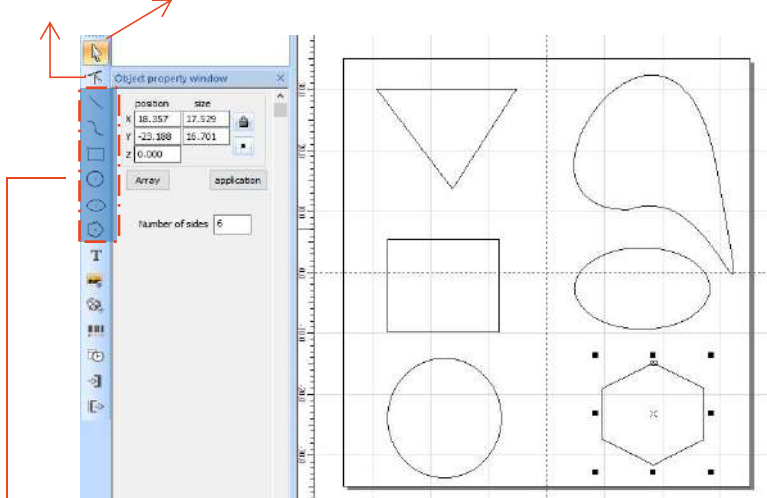 Object property window
position size
X 18.357 17.529
Y -23.188 16.701
Z 0.000
Array application
Number of sides 6
T